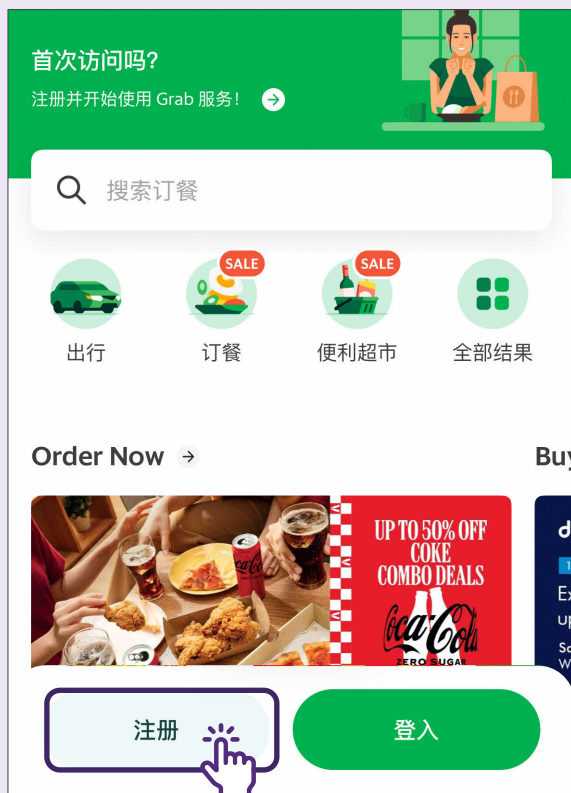 首次访问吗?
注册并开始使用 Grab 服务!
搜索订餐
SALE
SALE
出行
订餐
便利超市
全部结果
Order Now
Buy
UP TO 50% OFF
COKE
COMBO DEALS
Coca-Cola
ZERO SUGAR
注册
登入